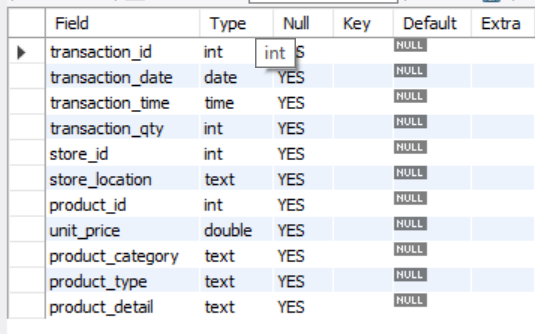 Field Type Null Key Default Extra
transaction_id int S NULL
int
transaction_date date YES NULL
transaction_time time YES NULL
transaction_qty int YES NULL
store_id int YES NULL
store_location text YES NULL
product_id int YES NULL
unit_price double YES NULL
product_category text YES NULL
product_type text YES NULL
product_detail text YES NULL